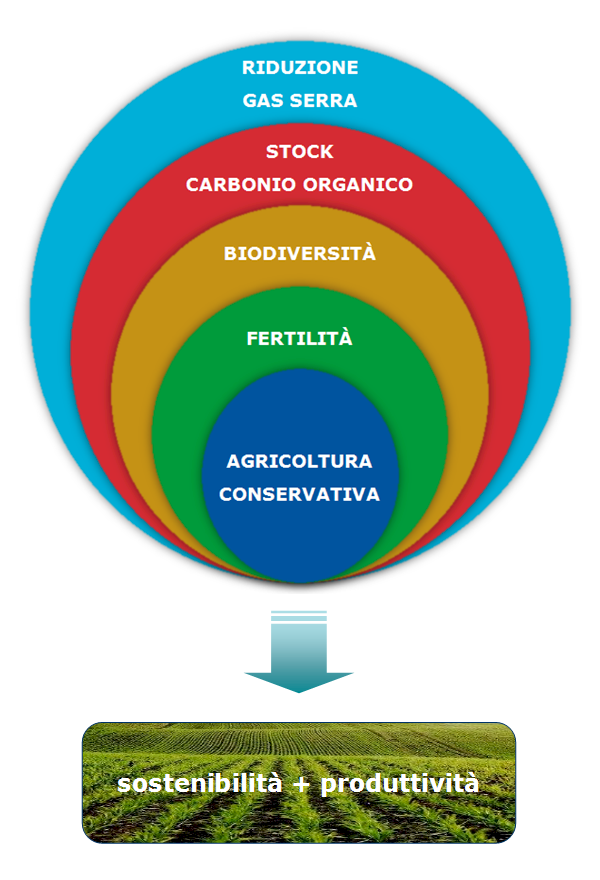 RIDUZIONE
GAS SERRA
STOCK
CARBONIO ORGANICO
BIODIVERSITÀ
FERTILITÀ
AGRICOLTURA
CONSERVATIVA
sostenibilità + produttività